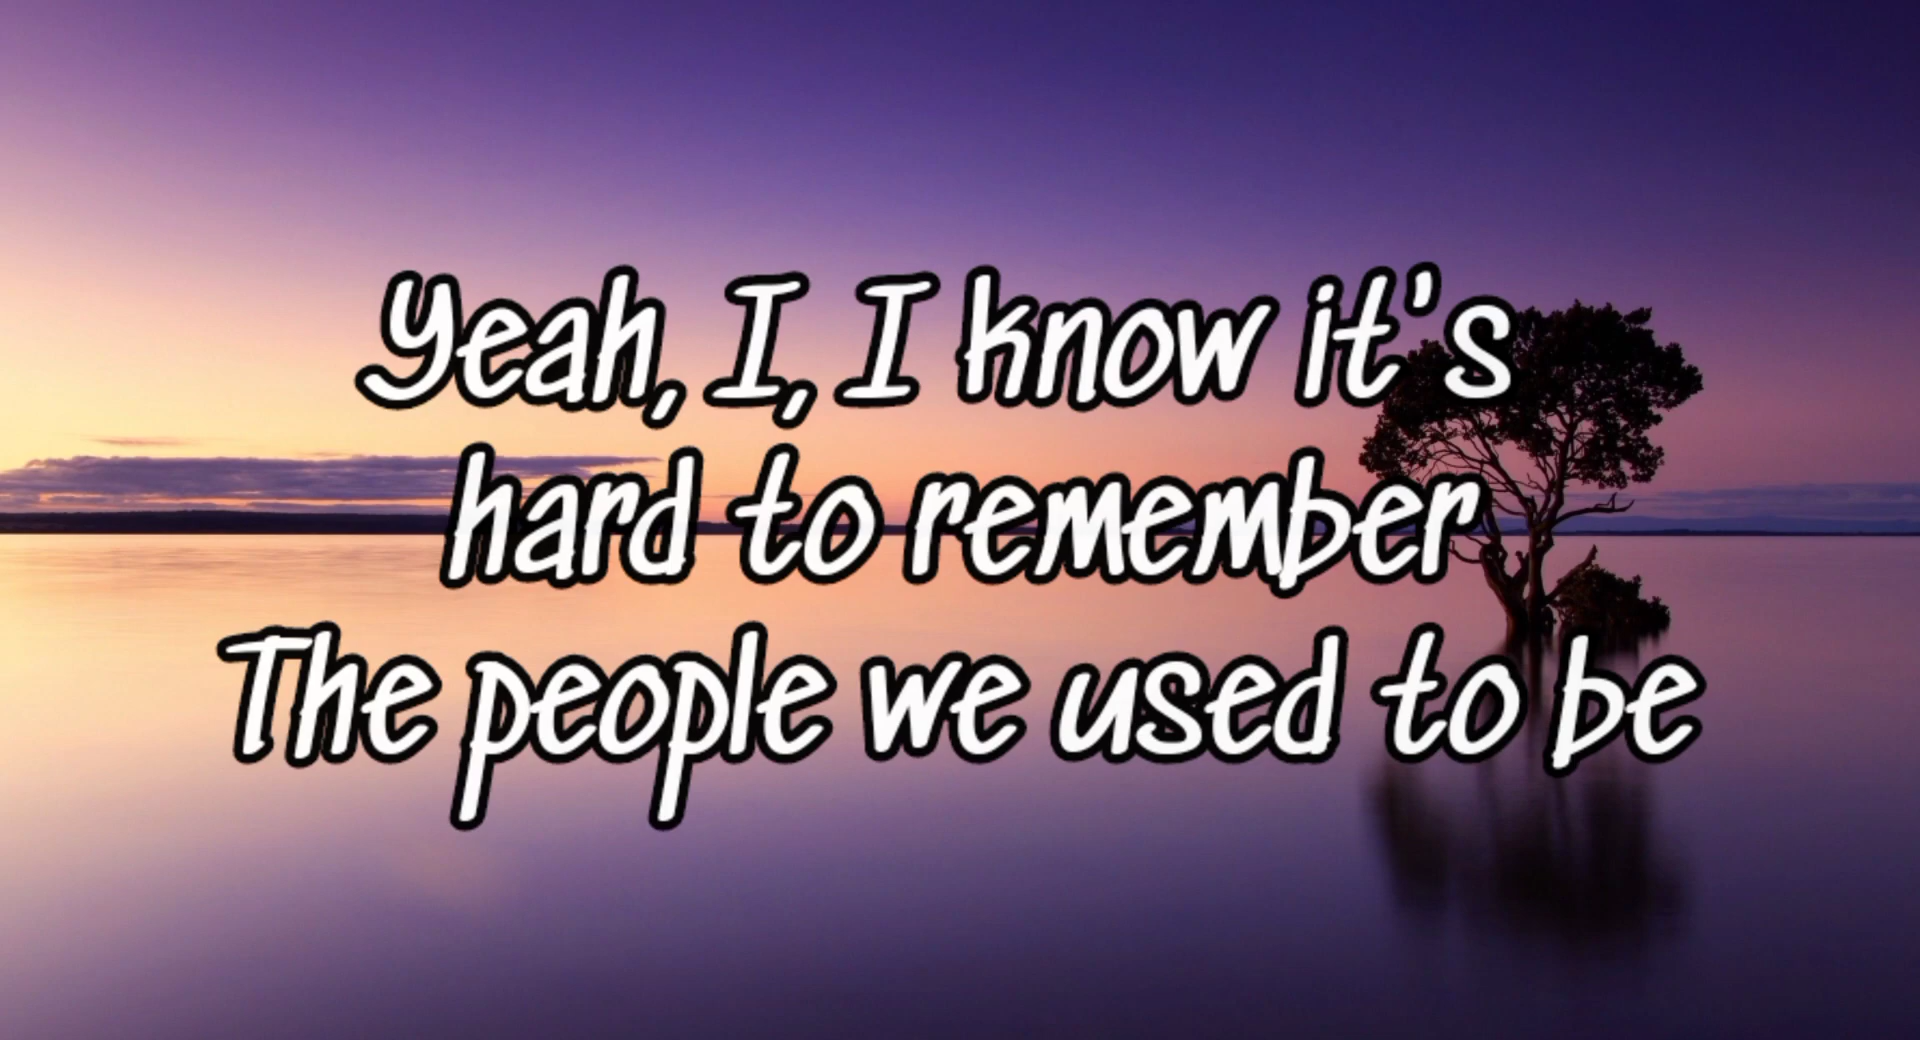 Yeah, I, I know it's
hard to remember
The people we used to be